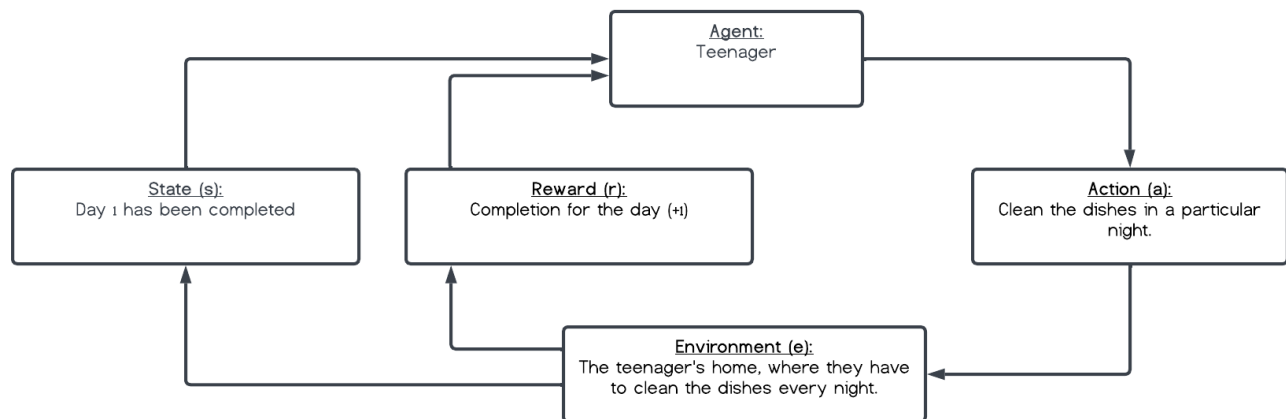 Agent:
Teenager
State (s):
Day 1 has been completed
Reward (r):
Completion for the day (+1)
Action (a):
Clean the dishes in a particular
night.
Environment (e):
The teenager's home, where they have
to clean the dishes every night.